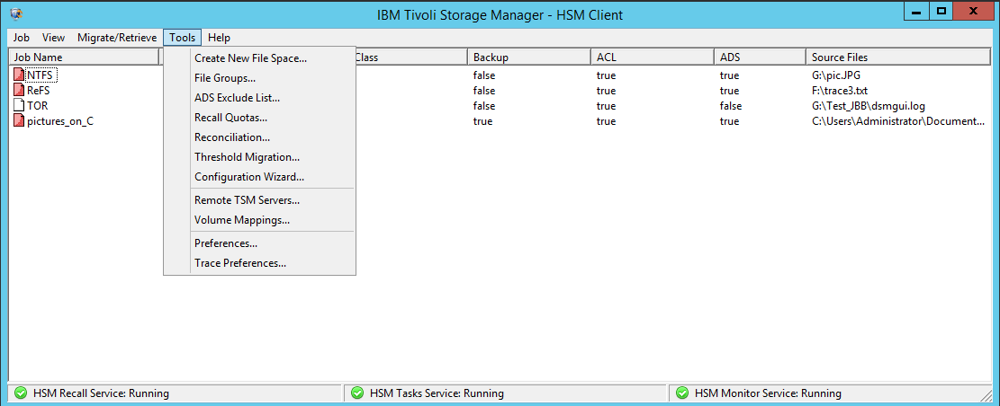 IBM Tivoli Storage Manager - HSM Client
Job View Migrate/Retrieve Tools Help
Job Name Class Backup ACL ADS Source Files
NTFS false true true G:\pic.JPG
ReFS false true true F:\trace3.txt
TOR false true false G:\Test_JBB\dsmgui.log
pictures_on_C true true true C:\Users\Administrator\Document...
Create New File Space...
File Groups...
ADS Exclude List...
Recall Quotas...
Reconciliation...
Threshold Migration...
Configuration Wizard...
Remote TSM Servers...
Volume Mappings...
Preferences...
Trace Preferences...
HSM Recall Service: Running HSM Tasks Service: Running HSM Monitor Service: Running